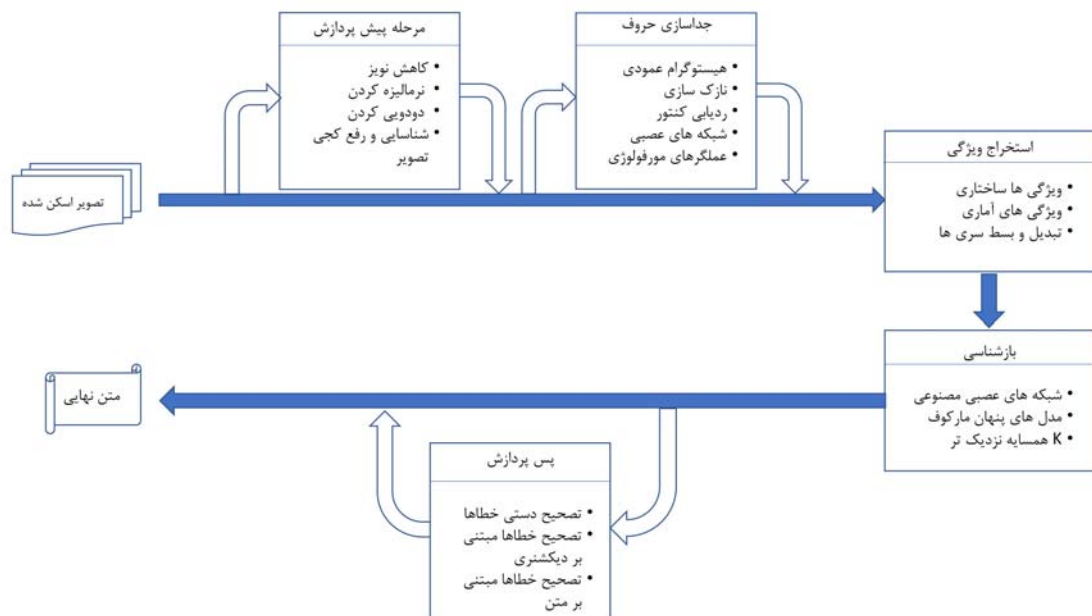 مرحله پیش پردازش
• کاهش نویز
• نرمالیزه کردن
• دودویی کردن
• شناسایی و رفع کجی
تصویر
جداسازی حروف
• هیستوگرام عمودی
• نازک سازی
• ردیابی کنتور
• شبکه های عصبی
• عملگرهای مورفولوژی
تصویر اسکن شده
استخراج ویژگی
• ویژگی ها ساختاری
• ویژگی های آماری
• تبدیل و بسط سری ها
بازشناسی
• شبکه های عصبی مصنوعی
• مدل های پنهان مارکوف
• K همسایه نزدیک تر
پس پردازش
• تصحیح دستی خطاها
• تصحیح خطاها مبتنی
بر دیکشنری
• تصحیح خطاها مبتنی
بر متن
متن نهایی